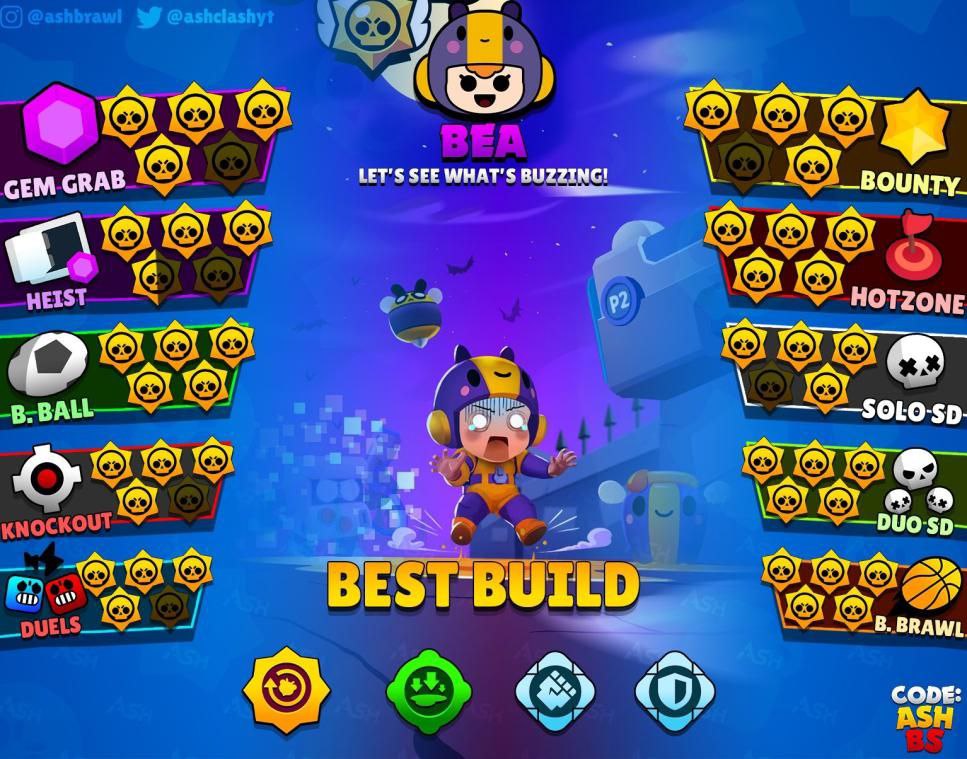 @ashbrawl @ashclashyt
BEA
LET'S SEE WHAT'S BUZZING!
GEM GRAB
BOUNTY
HEIST
HOTZONE
P2
B. BALL
SOLO SD
KNOCKOUT
DUO SD
DUELS
B. BRAWL
BEST BUILD
CODE:
ASH
BS